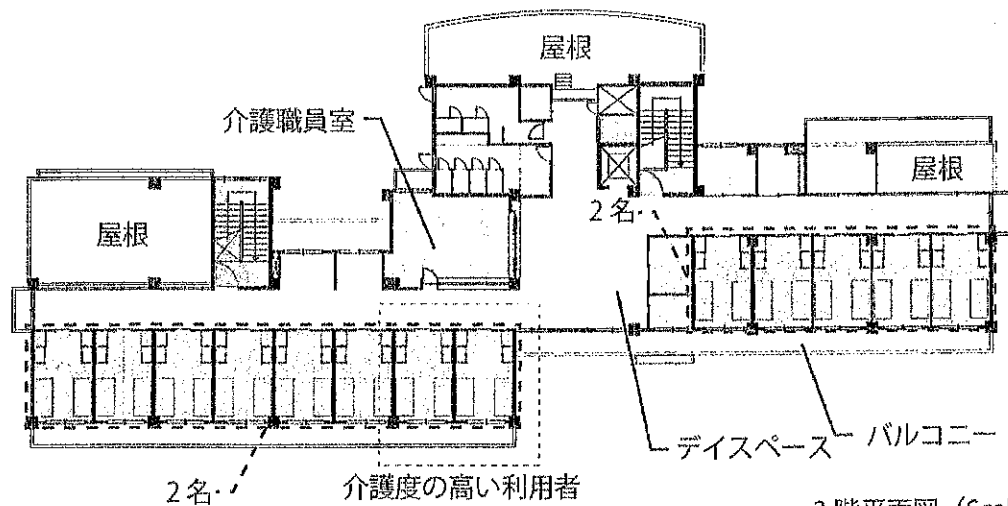 屋根
介護職員室
屋根
2名
屋根
デイスペース
バルコニー
2名
介護度の高い利用者